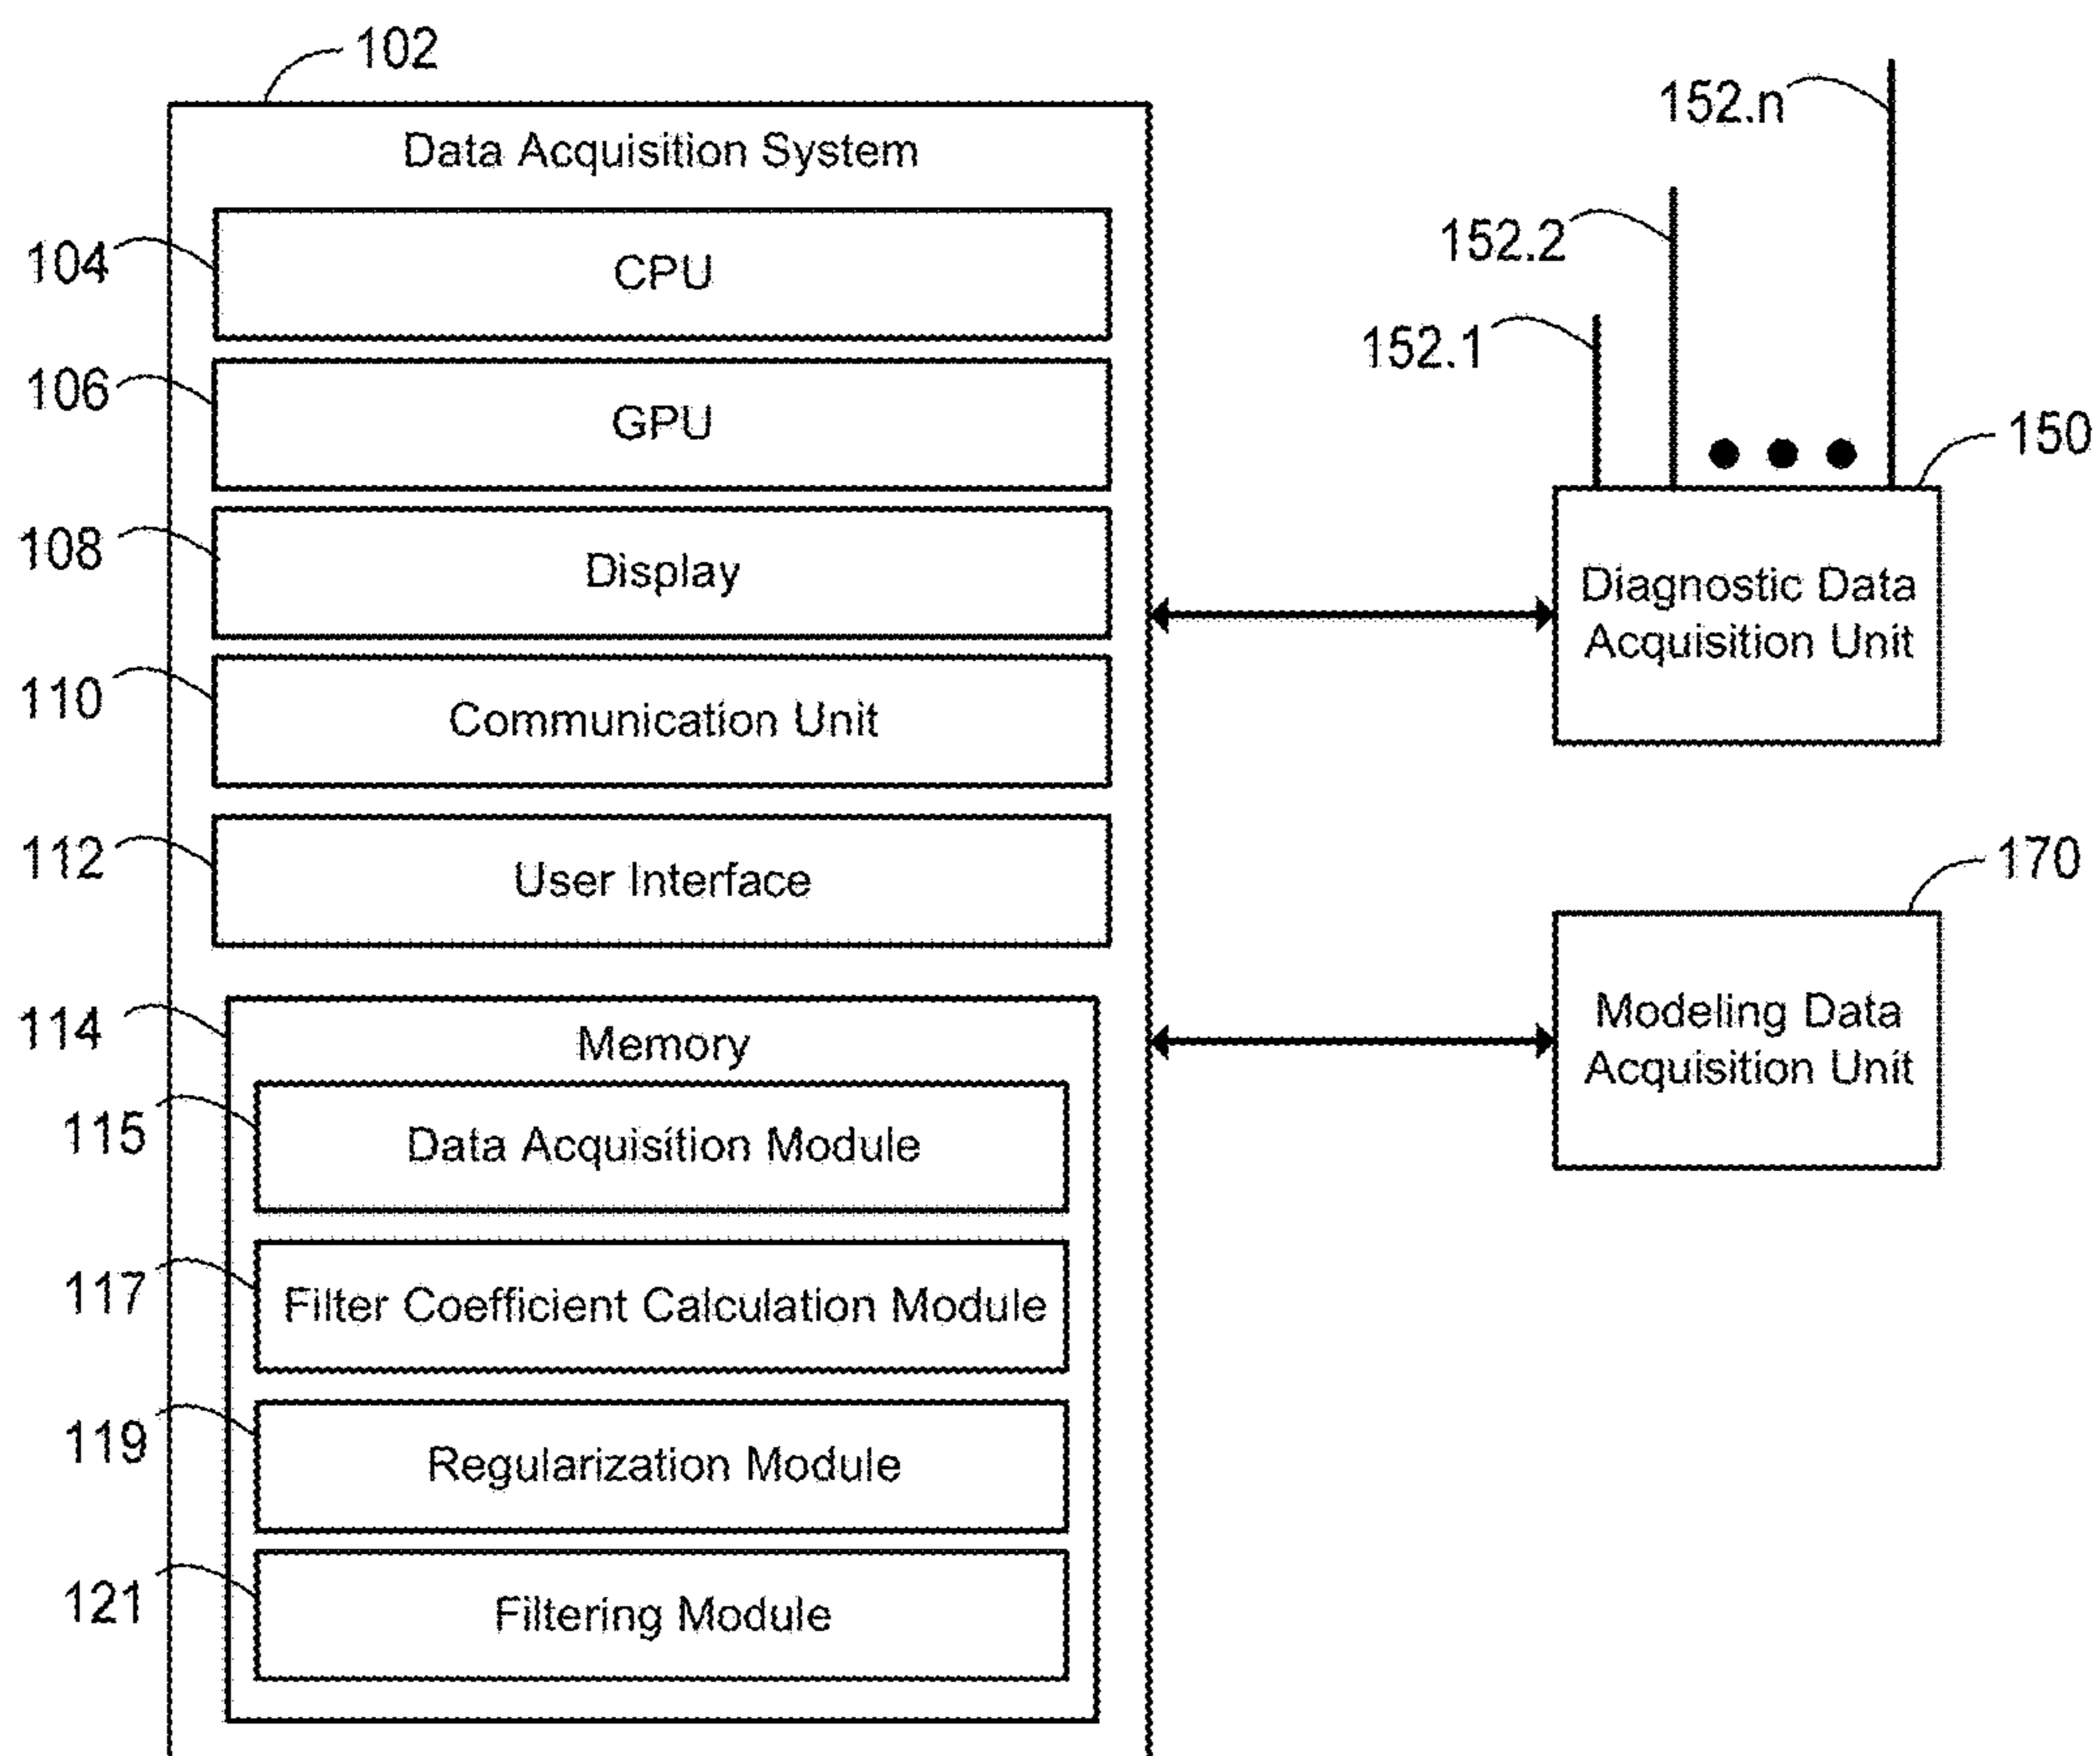 102
Data Acquisition System
104
CPU
106
GPU
108
Display
110
Communication Unit
112
User Interface
114
Memory
115
Data Acquisition Module
117
Filter Coefficient Calculation Module
119
Regularization Module
121
Filtering Module
152.n
152.2
152.1
150
Diagnostic Data
Acquisition Unit
170
Modeling Data
Acquisition Unit